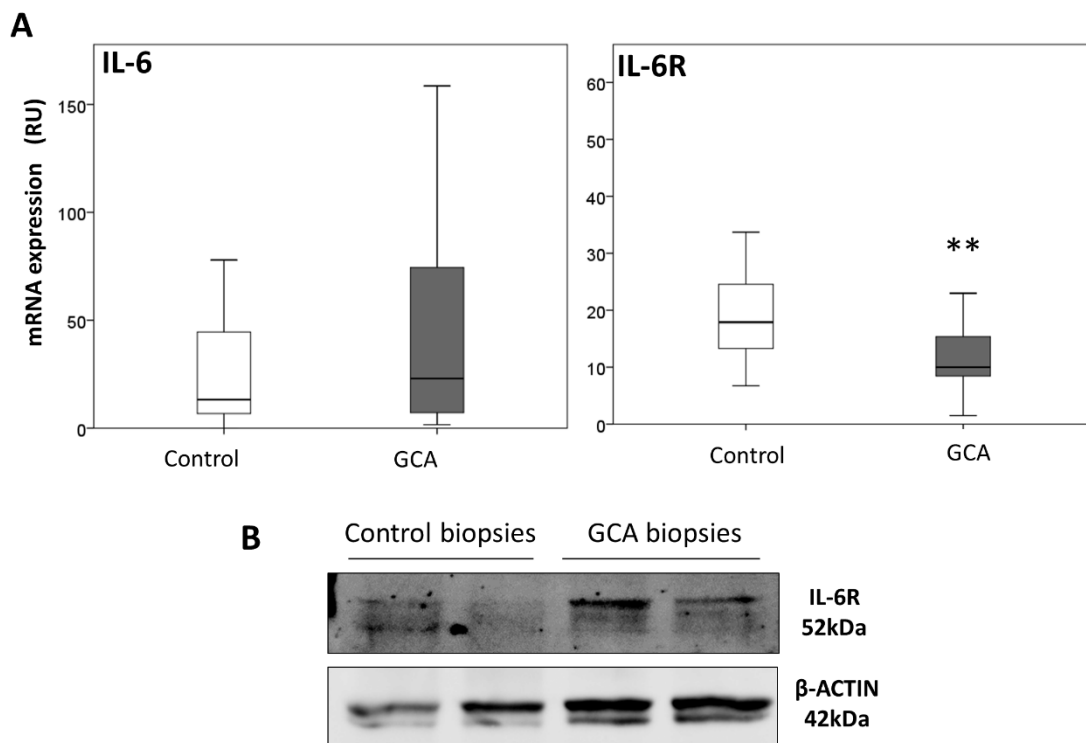 A
IL-6
IL-6R
mRNA expression (RU)
150
100
50
0
60
50
40
30
20
10
0
**
Control
GCA
Control
GCA
B
Control biopsies
GCA biopsies
IL-6R
52kDa
β-ACTIN
42kDa